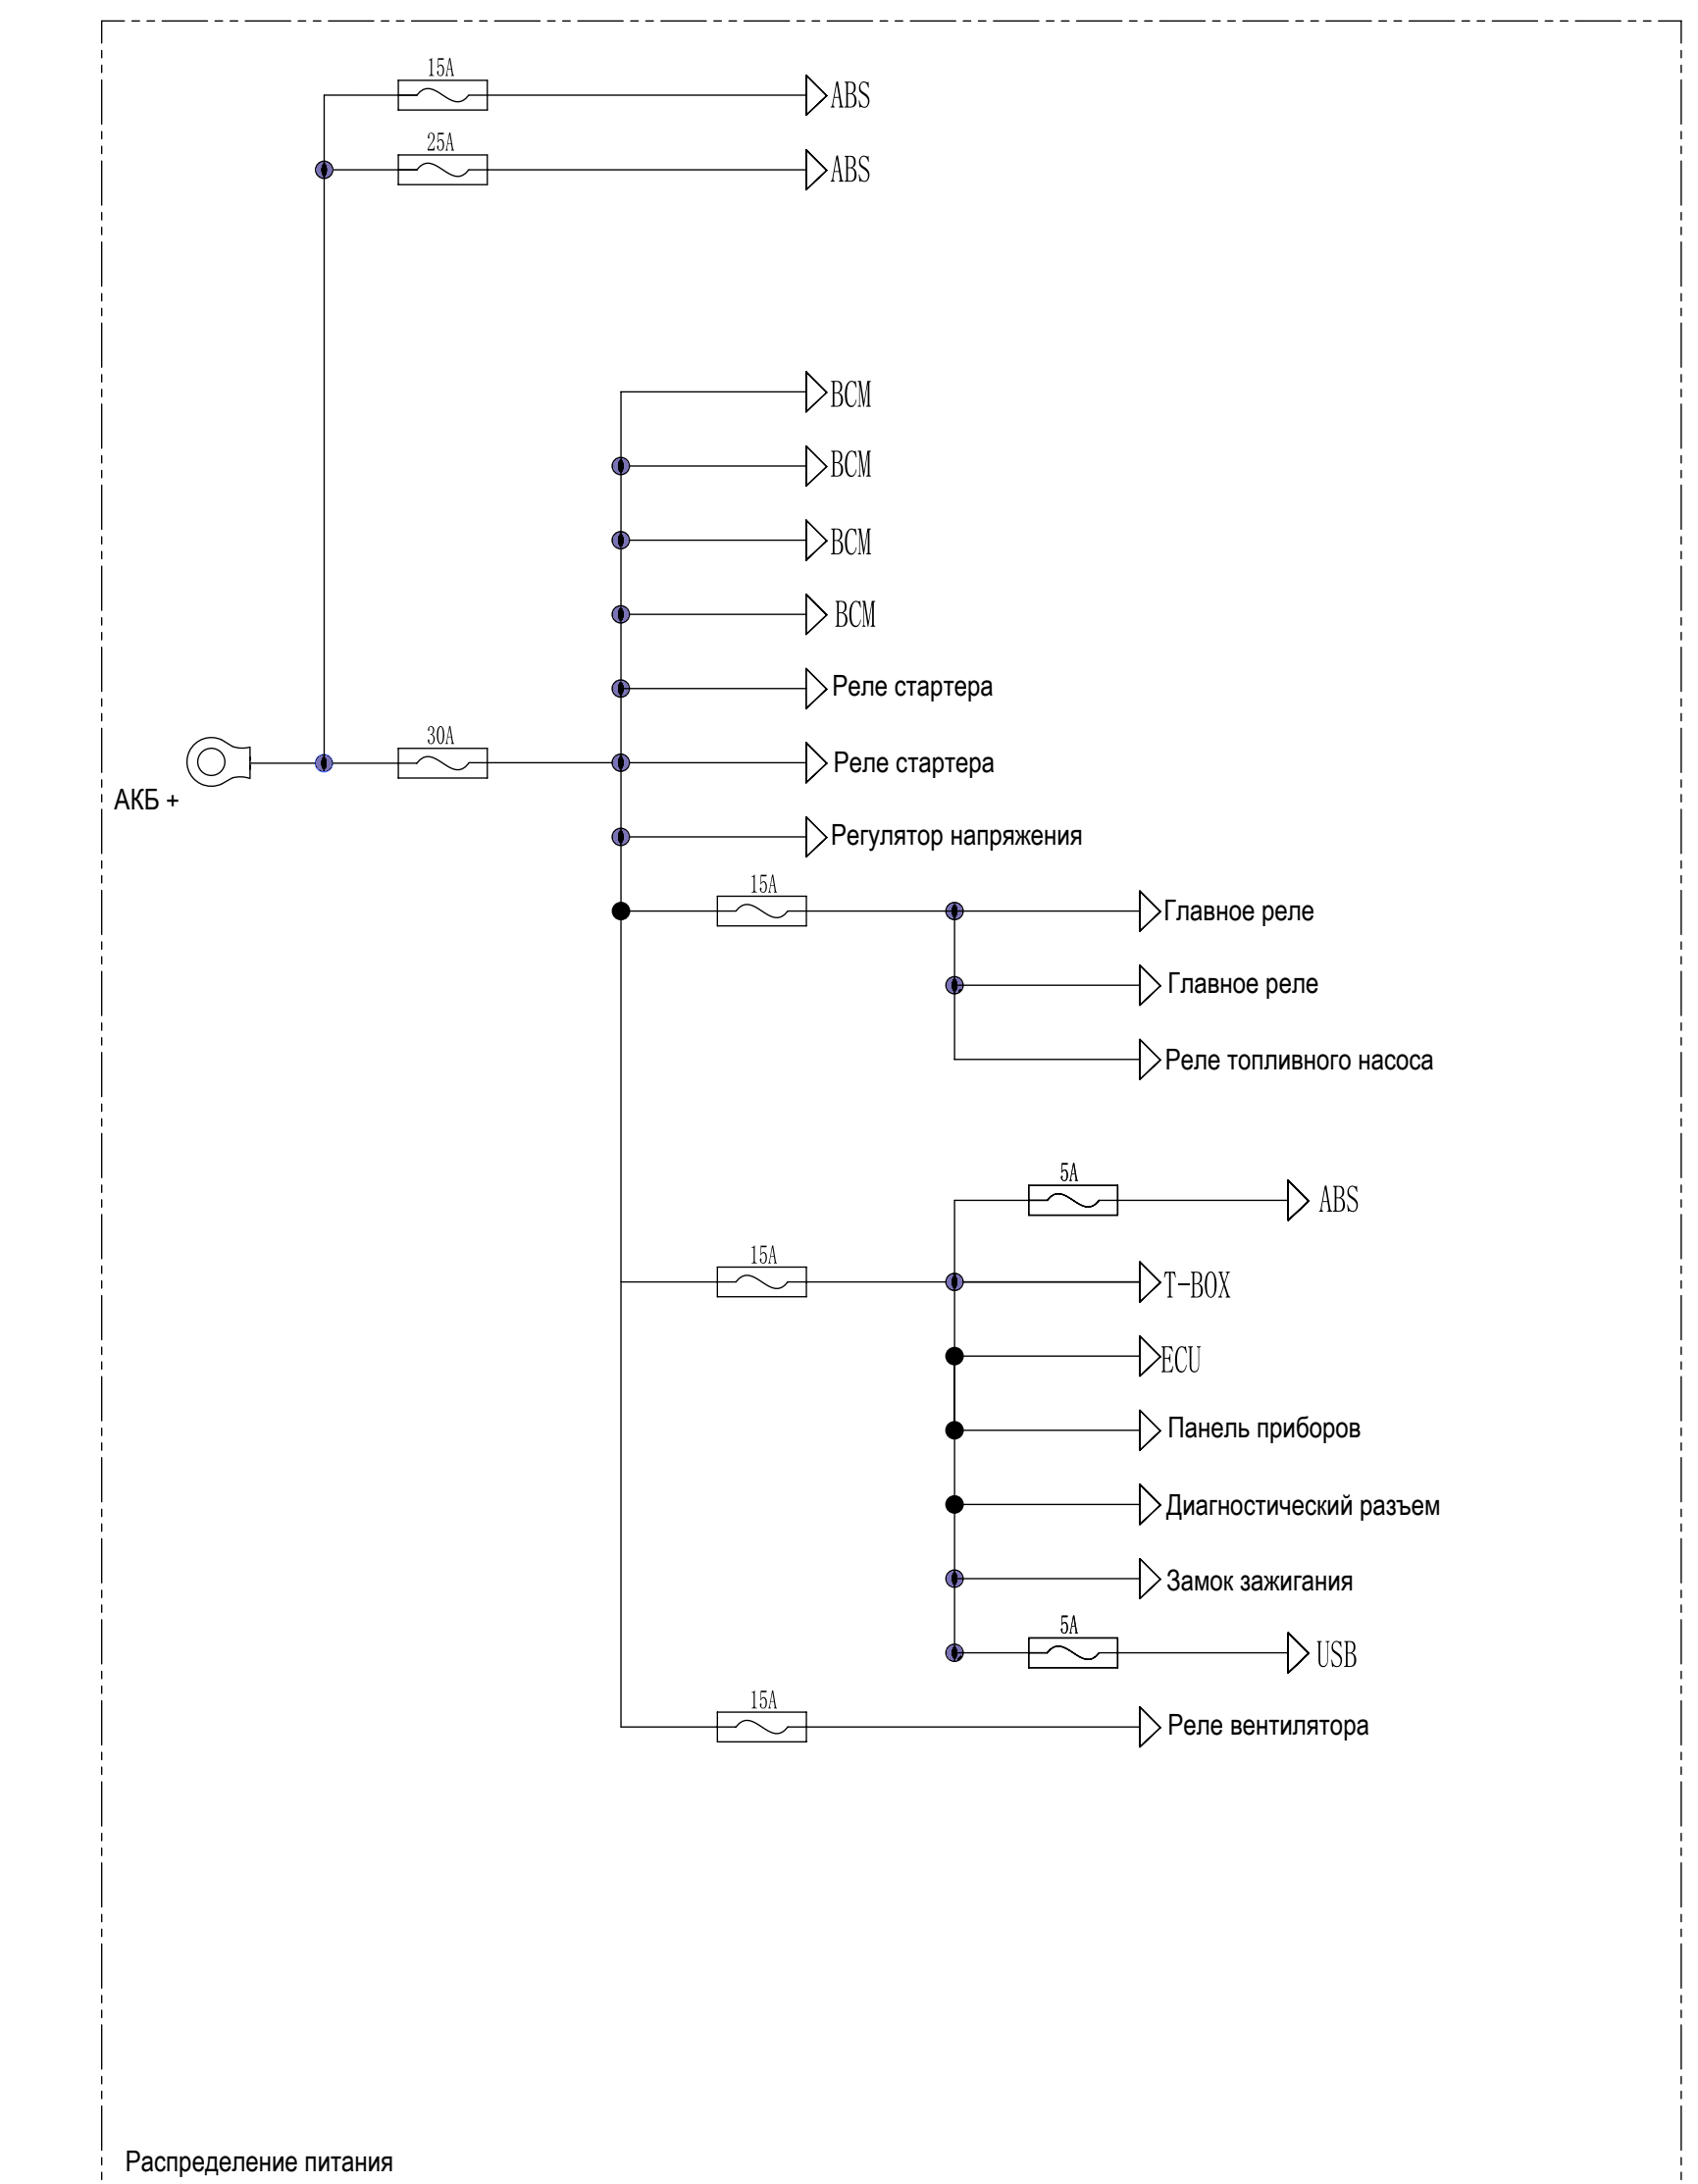 15A
ABS
25A
ABS
BCM
BCM
BCM
BCM
Реле стартера
30A
Реле стартера
АКБ +
Регулятор напряжения
15A
Главное реле
Главное реле
Реле топливного насоса
5A
ABS
15A
T-BOX
ECU
Панель приборов
Диагностический разъем
Замок зажигания
5A
USB
15A
Реле вентилятора
Распределение питания